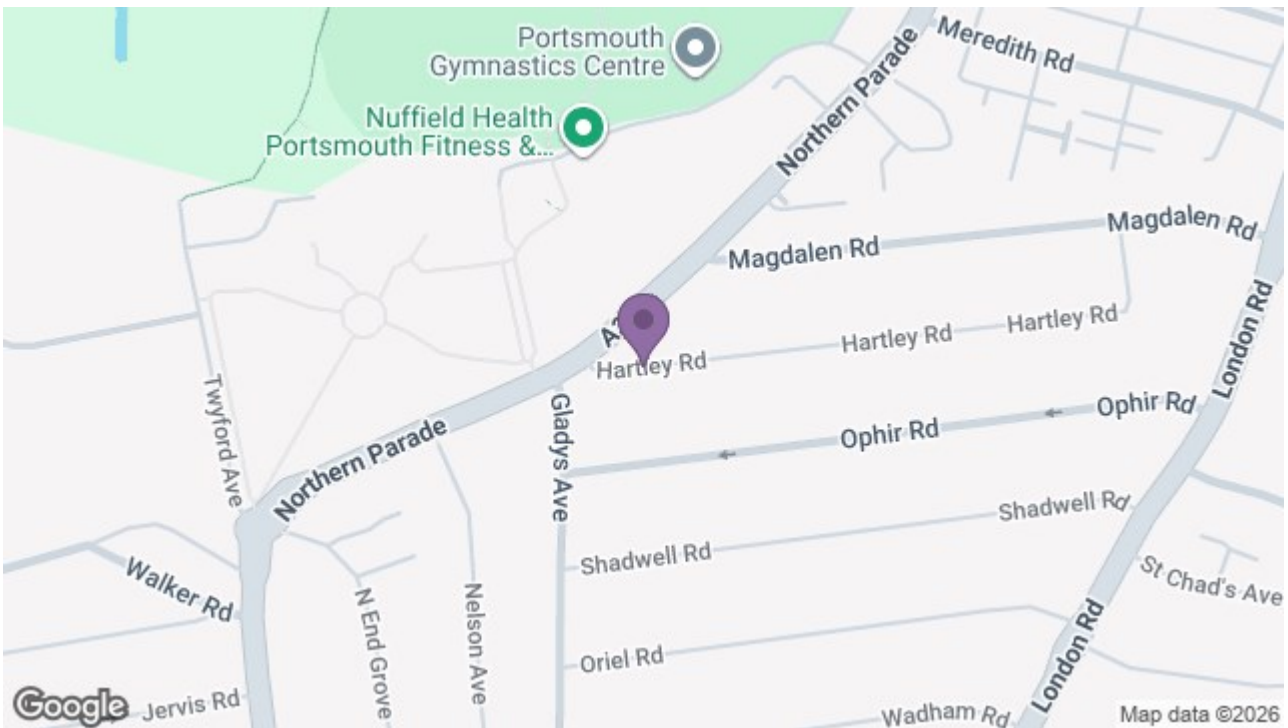 Portsmouth
Gymnastics Centre
Meredith Rd
Nuffield Health
Portsmouth Fitness &...
Northern Parade
Magdalen Rd
Magdalen Rd
Hartley Rd
Hartley Rd
Hartley Rd
London Rd
Twyford Ave
Gladys Ave
Ophir Rd
Ophir Rd
Northern Parade
Shadwell Rd
Shadwell Rd
St Chad's Ave
Walker Rd
N End Grove
Nelson Ave
Oriel Rd
London Rd
Jervis Rd
Wadham Rd
Google
Map data ©2026